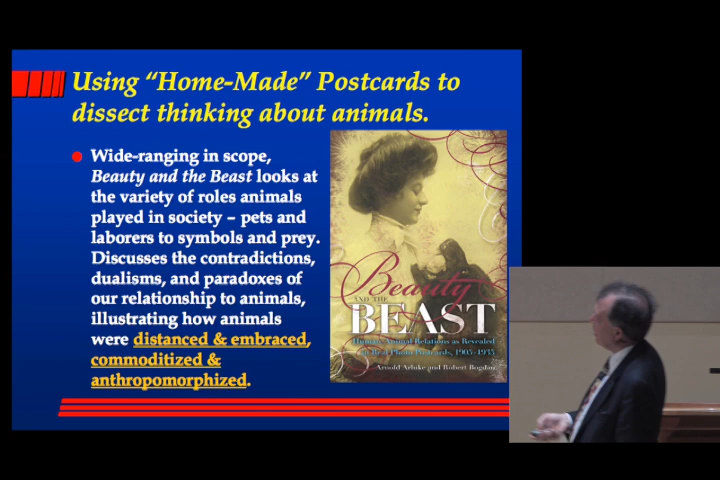 Using “Home-Made” Postcards to
dissect thinking about animals.
Wide-ranging in scope,
Beauty and the Beast looks at
the variety of roles animals
played in society – pets and
laborers to symbols and prey.
Discusses the contradictions,
dualisms, and paradoxes of
our relationship to animals,
illustrating how animals
were distanced & embraced,
commoditized &
anthropomorphized.
Beauty
AND THE
BEAST
Human-Animal Relations as Revealed
in Real Photo Postcards, 1905–1935
Arnold Arluke and Robert Bogdan